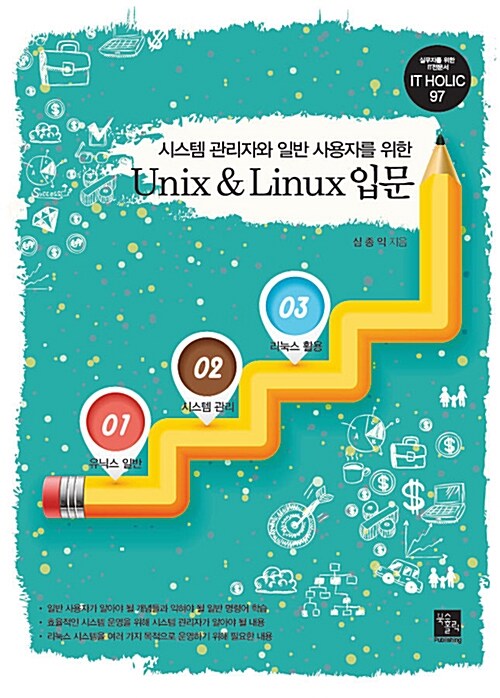 실무자를 위한
IT전문서
IT HOLIC
97
시스템 관리자와 일반 사용자를 위한
Unix & Linux 입문
심종익 지음
03
리눅스 활용
02
시스템 관리
01
유닉스 일반
• 일반 사용자가 알아야 될 개념들과 익혀야 될 일반 명령어 학습
• 효율적인 시스템 운영을 위해 시스템 관리자가 알아야 될 내용
• 리눅스 시스템을 여러 가지 목적으로 운영하기 위해 필요한 내용
북스홀릭
Publishing